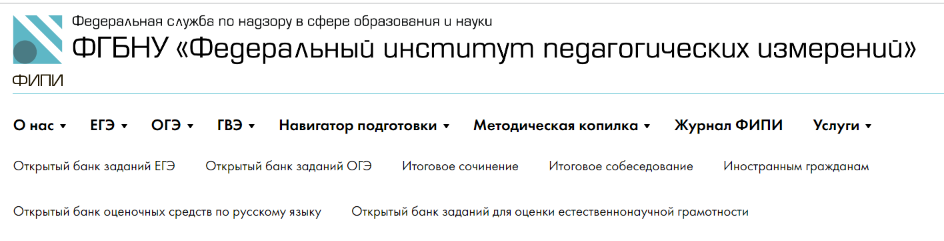 Федеральная служба по надзору в сфере образования и науки
ФГБНУ «Федеральный институт педагогических измерений»
ФИПИ
О нас ЕГЭ ОГЭ ГВЭ Навигатор подготовки Методическая копилка Журнал ФИПИ Услуги
Открытый банк заданий ЕГЭ Открытый банк заданий ОГЭ Итоговое сочинение Итоговое собеседование Иностранным гражданам
Открытый банк оценочных средств по русскому языку Открытый банк заданий для оценки естественнонаучной грамотности